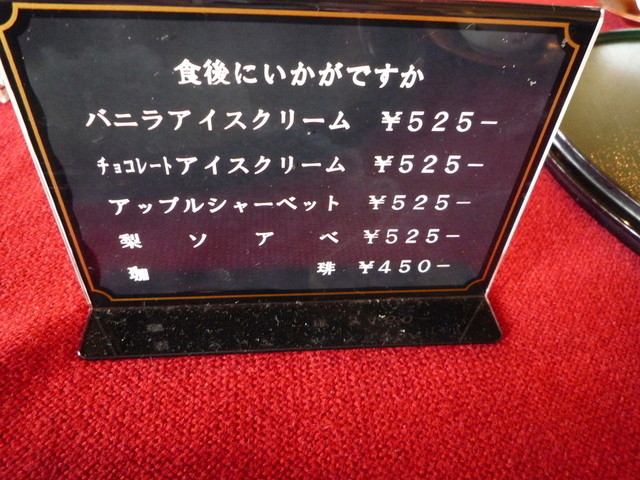 食後にいかがですか
バニラアイスクリーム ￥５２５−
ﾁｮｺﾚｰﾄアイスクリーム ￥５２５−
アップルシャーベット ￥５２５−
梨ソアベ ￥５２５−
珈琲 ￥４５０−